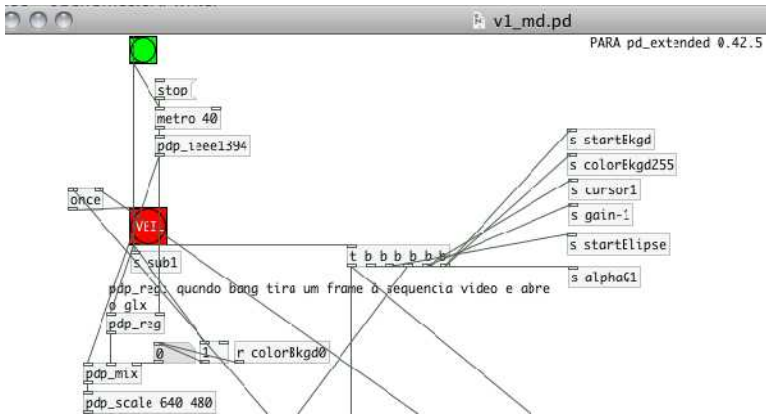 v1_md.pd
PARA pd_extended 0.42.5
stop
metro 40
pdp_ieee1394
s startBkgd
s colorBkgd255
once
s cursor1
s gain-1
s startElipse
t b b b b b b
s sub1
s alphaG1
pdp_reg: quando bang tira um frame à sequencia video e abre
o glx
pdp_reg
0
1
r colorBkgd0
pdp_mix
pdp_scale 640 480